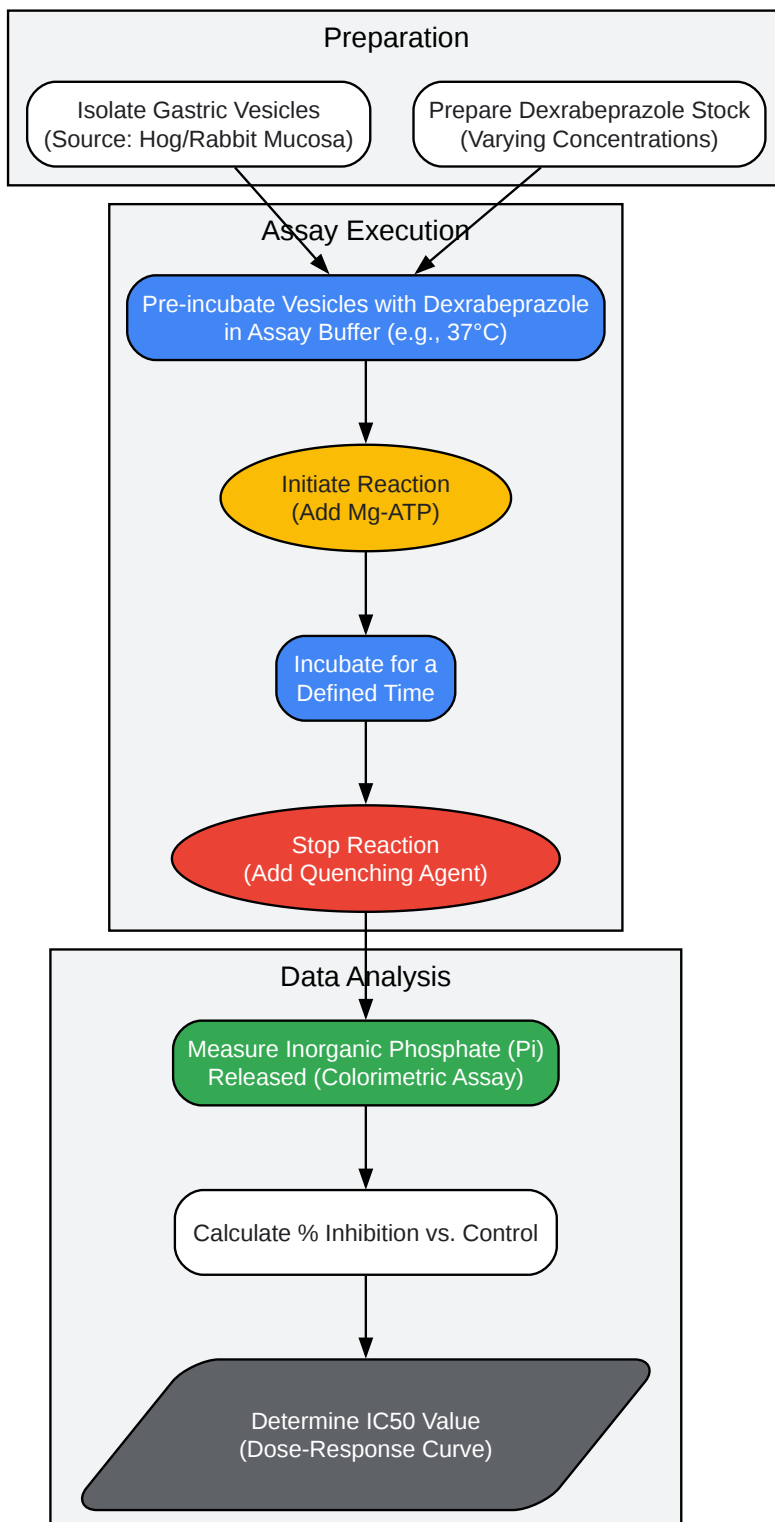 Preparation
Isolate Gastric Vesicles
(Source: Hog/Rabbit Mucosa)
Prepare Dexrabeprazole Stock
(Varying Concentrations)
Assay Execution
Pre-incubate Vesicles with Dexrabeprazole
in Assay Buffer (e.g., 37°C)
Initiate Reaction
(Add Mg-ATP)
Incubate for a
Defined Time
Stop Reaction
(Add Quenching Agent)
Data Analysis
Measure Inorganic Phosphate (Pi)
Released (Colorimetric Assay)
Calculate % Inhibition vs. Control
Determine IC50 Value
(Dose-Response Curve)